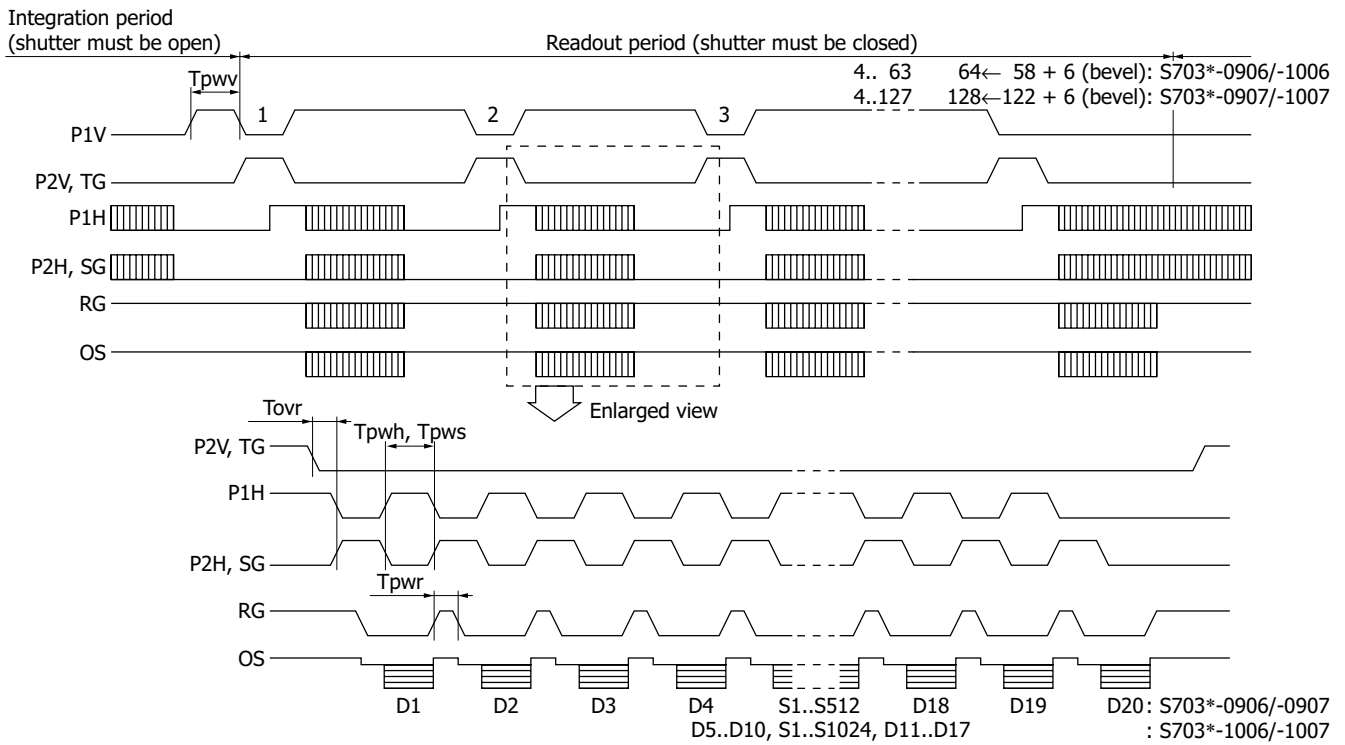 Integration period
(shutter must be open)
Readout period (shutter must be closed)
Tpwv
4.. 63 64← 58 + 6 (bevel): S703*-0906/-1006
4..127 128←122 + 6 (bevel): S703*-0907/-1007
1 2 3
P1V
P2V, TG
P1H
P2H, SG
RG
OS
Enlarged view
Tovr
Tpwh, Tpws
P2V, TG
P1H
P2H, SG
Tpwr
RG
OS
D1 D2 D3 D4 S1..S512 D18 D19 D20: S703*-0906/-0907
D5..D10, S1..S1024, D11..D17 : S703*-1006/-1007